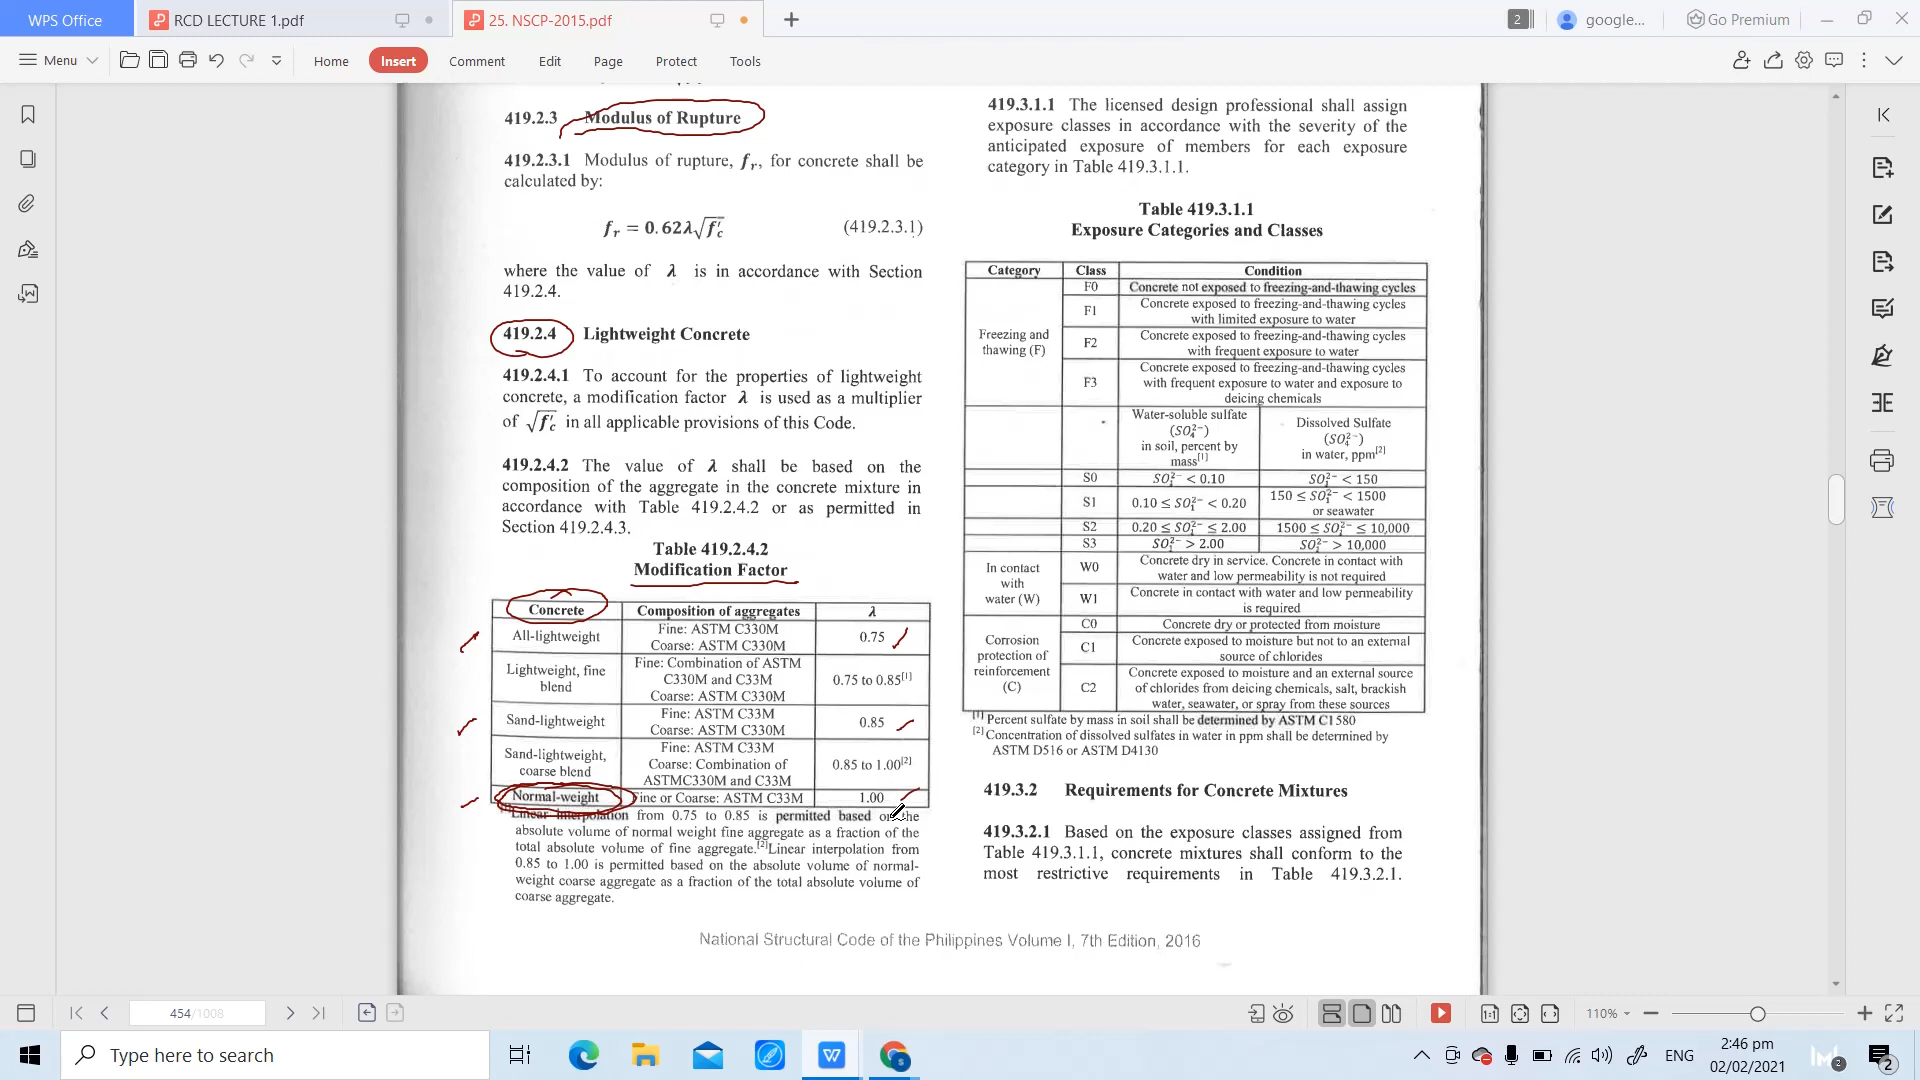 WPS Office
RCD LECTURE 1.pdf
25. NSCP-2015.pdf
2
google...
Go Premium
Menu
Home
Insert
Comment
Edit
Page
Protect
Tools
419.2.3 Modulus of Rupture
419.2.3.1 Modulus of rupture, fr, for concrete shall be
calculated by:
fr = 0.62λ√f′c (419.2.3.1)
where the value of λ is in accordance with Section
419.2.4.
419.2.4 Lightweight Concrete
419.2.4.1 To account for the properties of lightweight
concrete, a modification factor λ is used as a multiplier
of √f′c in all applicable provisions of this Code.
419.2.4.2 The value of λ shall be based on the
composition of the aggregate in the concrete mixture in
accordance with Table 419.2.4.2 or as permitted in
Section 419.2.4.3.
Table 419.2.4.2
Modification Factor
Concrete Composition of aggregates λ
All-lightweight Fine: ASTM C330M
Coarse: ASTM C330M 0.75
Lightweight, fine
blend Fine: Combination of ASTM
C330M and C33M
Coarse: ASTM C330M 0.75 to 0.85[1]
Sand-lightweight Fine: ASTM C33M
Coarse: ASTM C330M 0.85
Sand-lightweight,
coarse blend Fine: ASTM C33M
Coarse: Combination of
ASTMC330M and C33M 0.85 to 1.00[2]
Normal-weight Fine or Coarse: ASTM C33M 1.00
Linear interpolation from 0.75 to 0.85 is permitted based on the
absolute volume of normal weight fine aggregate as a fraction of the
total absolute volume of fine aggregate.[2]Linear interpolation from
0.85 to 1.00 is permitted based on the absolute volume of normal-
weight coarse aggregate as a fraction of the total absolute volume of
coarse aggregate.
419.3.1.1 The licensed design professional shall assign
exposure classes in accordance with the severity of the
anticipated exposure of members for each exposure
category in Table 419.3.1.1.
Table 419.3.1.1
Exposure Categories and Classes
Category Class Condition
Freezing and
thawing (F)
F0 Concrete not exposed to freezing-and-thawing cycles
F1 Concrete exposed to freezing-and-thawing cycles
with limited exposure to water
F2 Concrete exposed to freezing-and-thawing cycles
with frequent exposure to water
F3 Concrete exposed to freezing-and-thawing cycles
with frequent exposure to water and exposure to
deicing chemicals
Water-soluble sulfate
(SO4²⁻)
in soil, percent by
mass[1]
Dissolved Sulfate
(SO4²⁻)
in water, ppm[2]
S0 SO4²⁻ < 0.10 SO4²⁻ < 150
S1 0.10 ≤ SO4²⁻ < 0.20 150 ≤ SO4²⁻ < 1500
or seawater
S2 0.20 ≤ SO4²⁻ ≤ 2.00 1500 ≤ SO4²⁻ ≤ 10,000
S3 SO4²⁻ > 2.00 SO4²⁻ > 10,000
In contact
with
water (W)
W0 Concrete dry in service. Concrete in contact with
water and low permeability is not required
W1 Concrete in contact with water and low permeability
is required
Corrosion
protection of
reinforcement
(C)
C0 Concrete dry or protected from moisture
C1 Concrete exposed to moisture but not to an external
source of chlorides
C2 Concrete exposed to moisture and an external source
of chlorides from deicing chemicals, salt, brackish
water, seawater, or spray from these sources
[1] Percent sulfate by mass in soil shall be determined by ASTM C1580
[2] Concentration of dissolved sulfates in water in ppm shall be determined by
ASTM D516 or ASTM D4130
419.3.2 Requirements for Concrete Mixtures
419.3.2.1 Based on the exposure classes assigned from
Table 419.3.1.1, concrete mixtures shall conform to the
most restrictive requirements in Table 419.3.2.1.
National Structural Code of the Philippines Volume I, 7th Edition, 2016
454/1008
1:1
110%
Type here to search
ENG
2:46 pm
02/02/2021
2
2